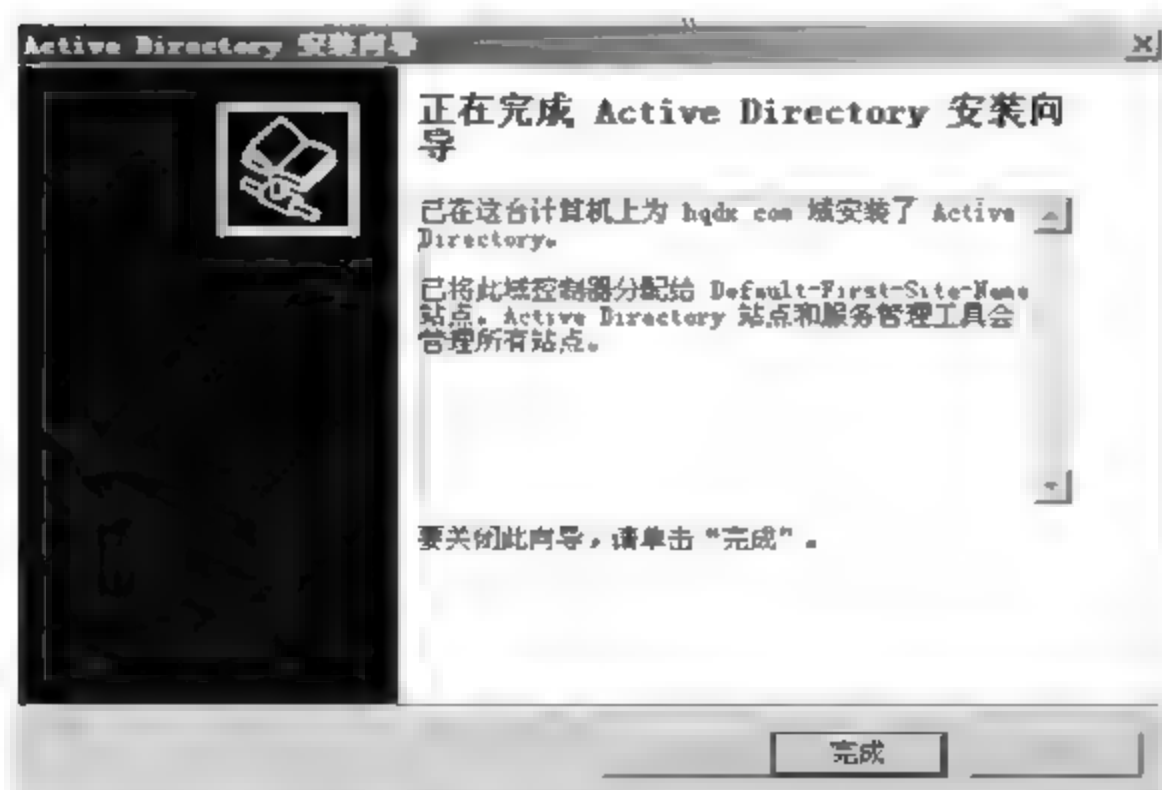 Active Directory 安装向导
正在完成 Active Directory 安装向
导
已在这台计算机上为 hqdx com 域安装了 Active
Directory。
已将此域控制器分配给 Default-First-Site-Name
站点。Active Directory 站点和服务管理工具会
管理所有站点。
要关闭此向导，请单击“完成”。
完成